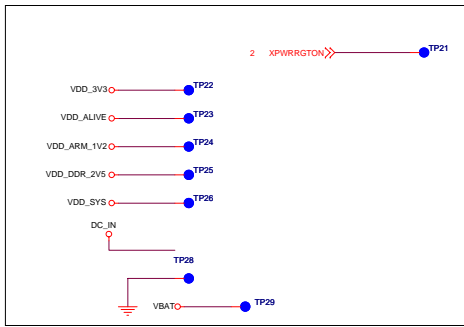 2 XPWRRGTON TP21
VDD_3V3 TP22
VDD_ALIVE TP23
VDD_ARM_1V2 TP24
VDD_DDR_2V5 TP25
VDD_SYS TP26
DC_IN
TP28
VBAT TP29